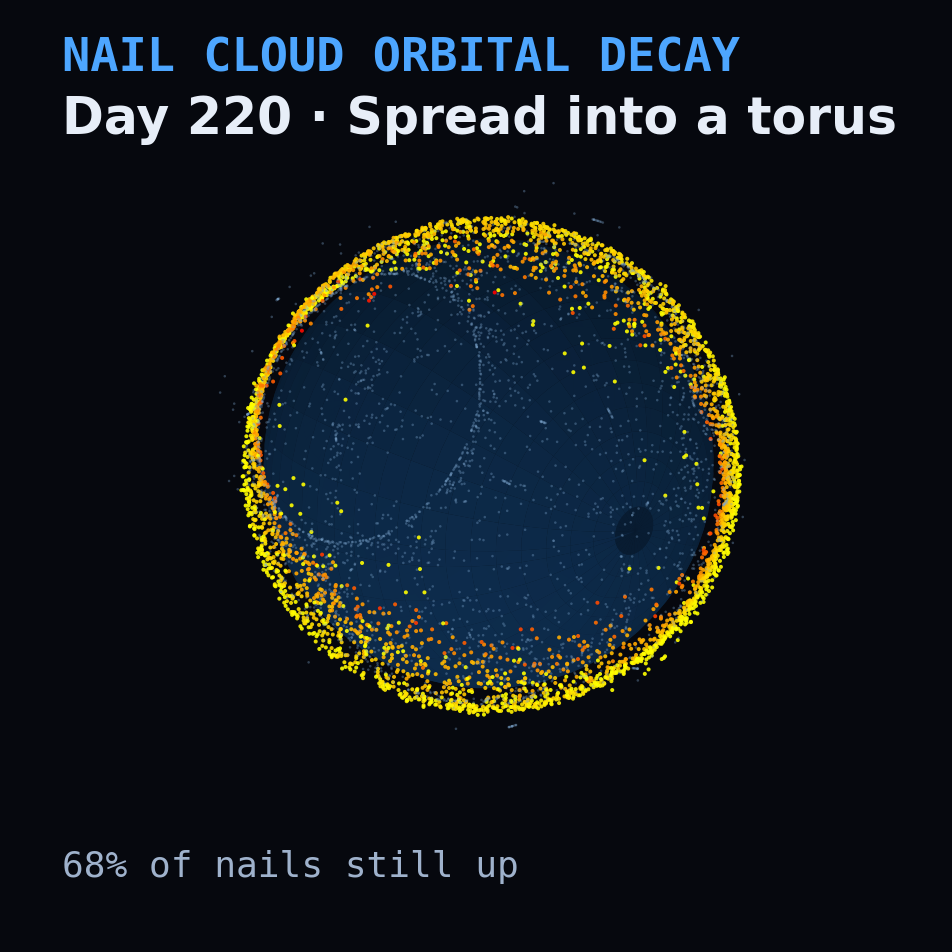 NAIL CLOUD ORBITAL DECAY
Day 220 · Spread into a torus
68% of nails still up